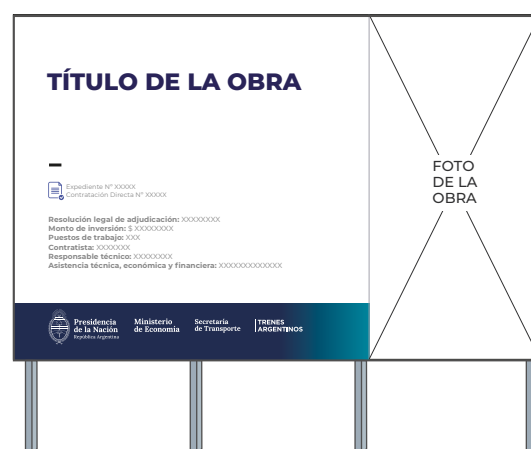 TÍTULO DE LA OBRA
Expediente Nº XXXXX
Contratación Directa Nº XXXXX
Resolución legal de adjudicación: XXXXXXXX
Monto de inversión: $ XXXXXXXX
Puestos de trabajo: XXX
Contratista: XXXXXXX
Responsable técnico: XXXXXXXX
Asistencia técnica, económica y financiera: XXXXXXXXXXXXX
FOTO
DE LA
OBRA
Presidencia
de la Nación
República Argentina
Ministerio
de Economía
Secretaría
de Transporte
TRENES
ARGENTINOS